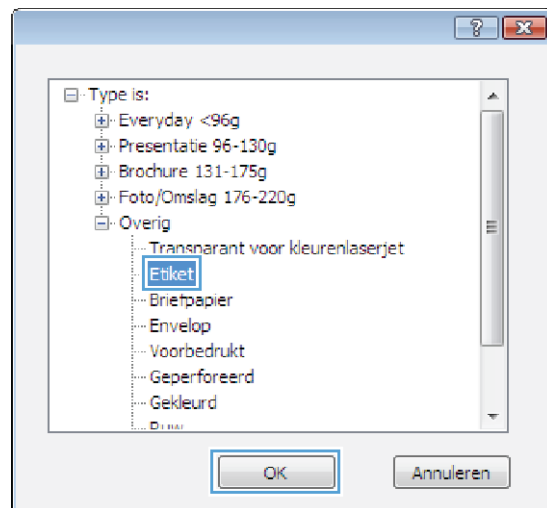 Type is:
Everyday <96g
Presentatie 96-130g
Brochure 131-175g
Foto/Omslag 176-220g
Overig
Transparant voor kleurenlaserjet
Etiket
Briefpapier
Envelop
Voorbedrukt
Geperforeerd
Gekleurd
OK Annuleren